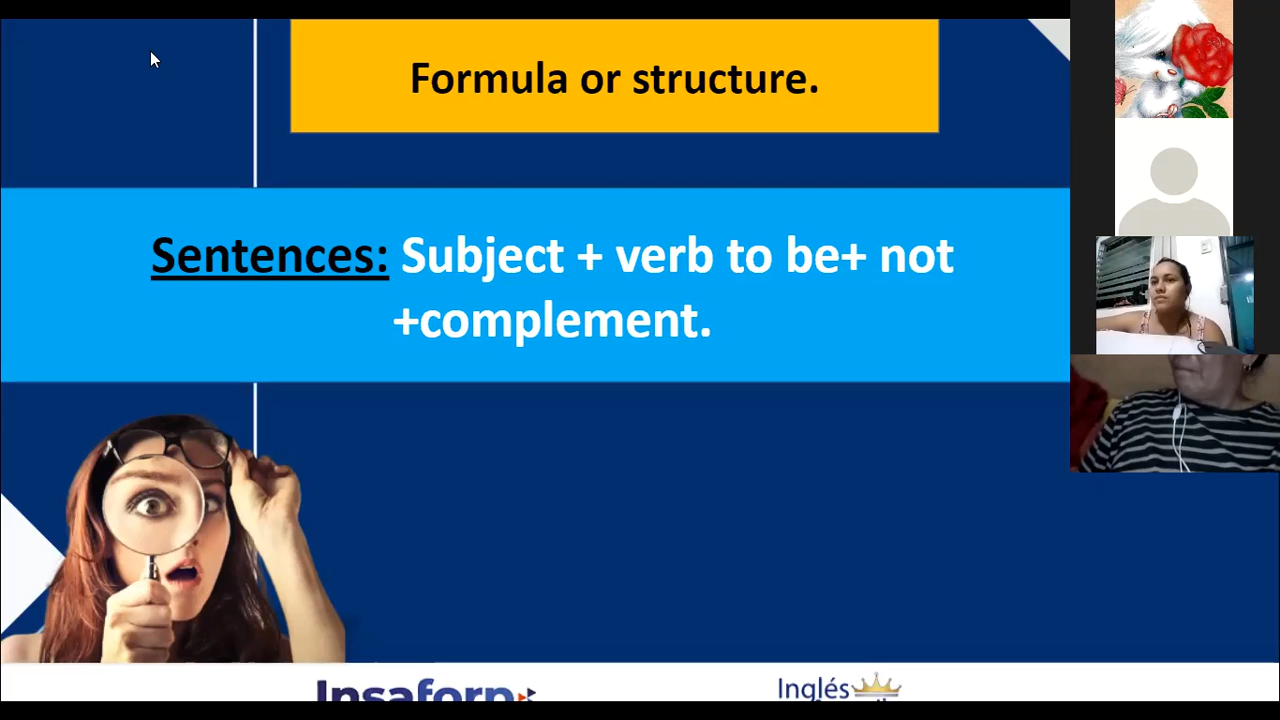 Formula or structure.
Sentences: Subject + verb to be+ not
+complement.
Insaforp
Inglés